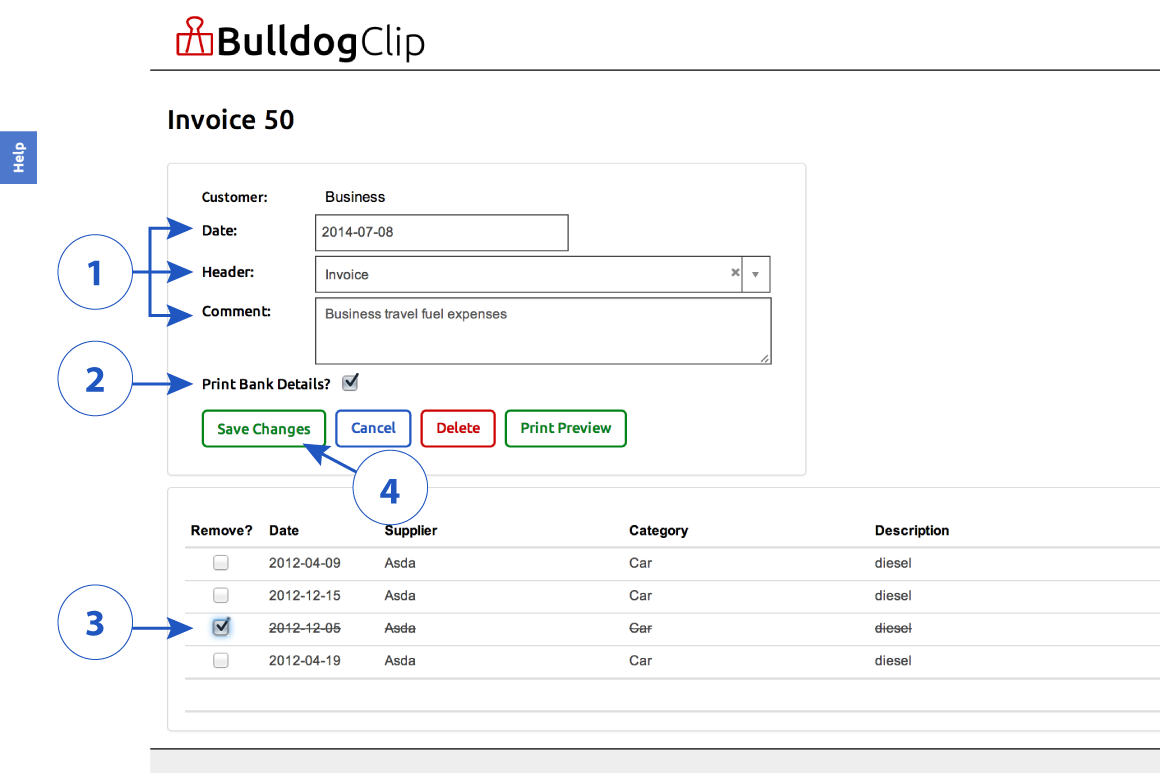 BulldogClip
Invoice 50
Help
Customer: Business
Date: 2014-07-08
1
Header: Invoice
Comment: Business travel fuel expenses
2
Print Bank Details?
Save Changes Cancel Delete Print Preview
4
Remove? Date Supplier Category Description
2012-04-09 Asda Car diesel
2012-12-15 Asda Car diesel
3
2012-12-05 Asda Car diesel
2012-04-19 Asda Car diesel